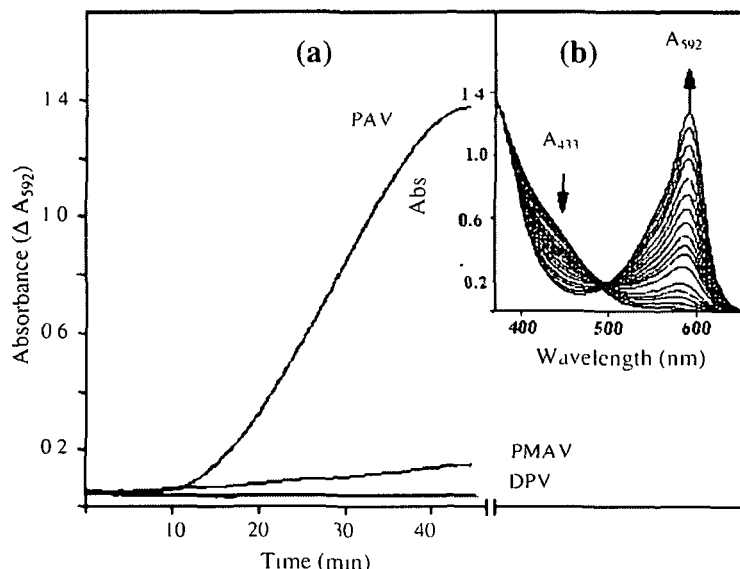 (a)
PAV
PMAV
DPV
Absorbance (Δ A592)
1 4
1 0
0 6
0 2
10
20
30
40
Time (min)
(b)
A592
A433
Abs
1 4
1.0
0.6
0.2
400
500
600
Wavelength (nm)